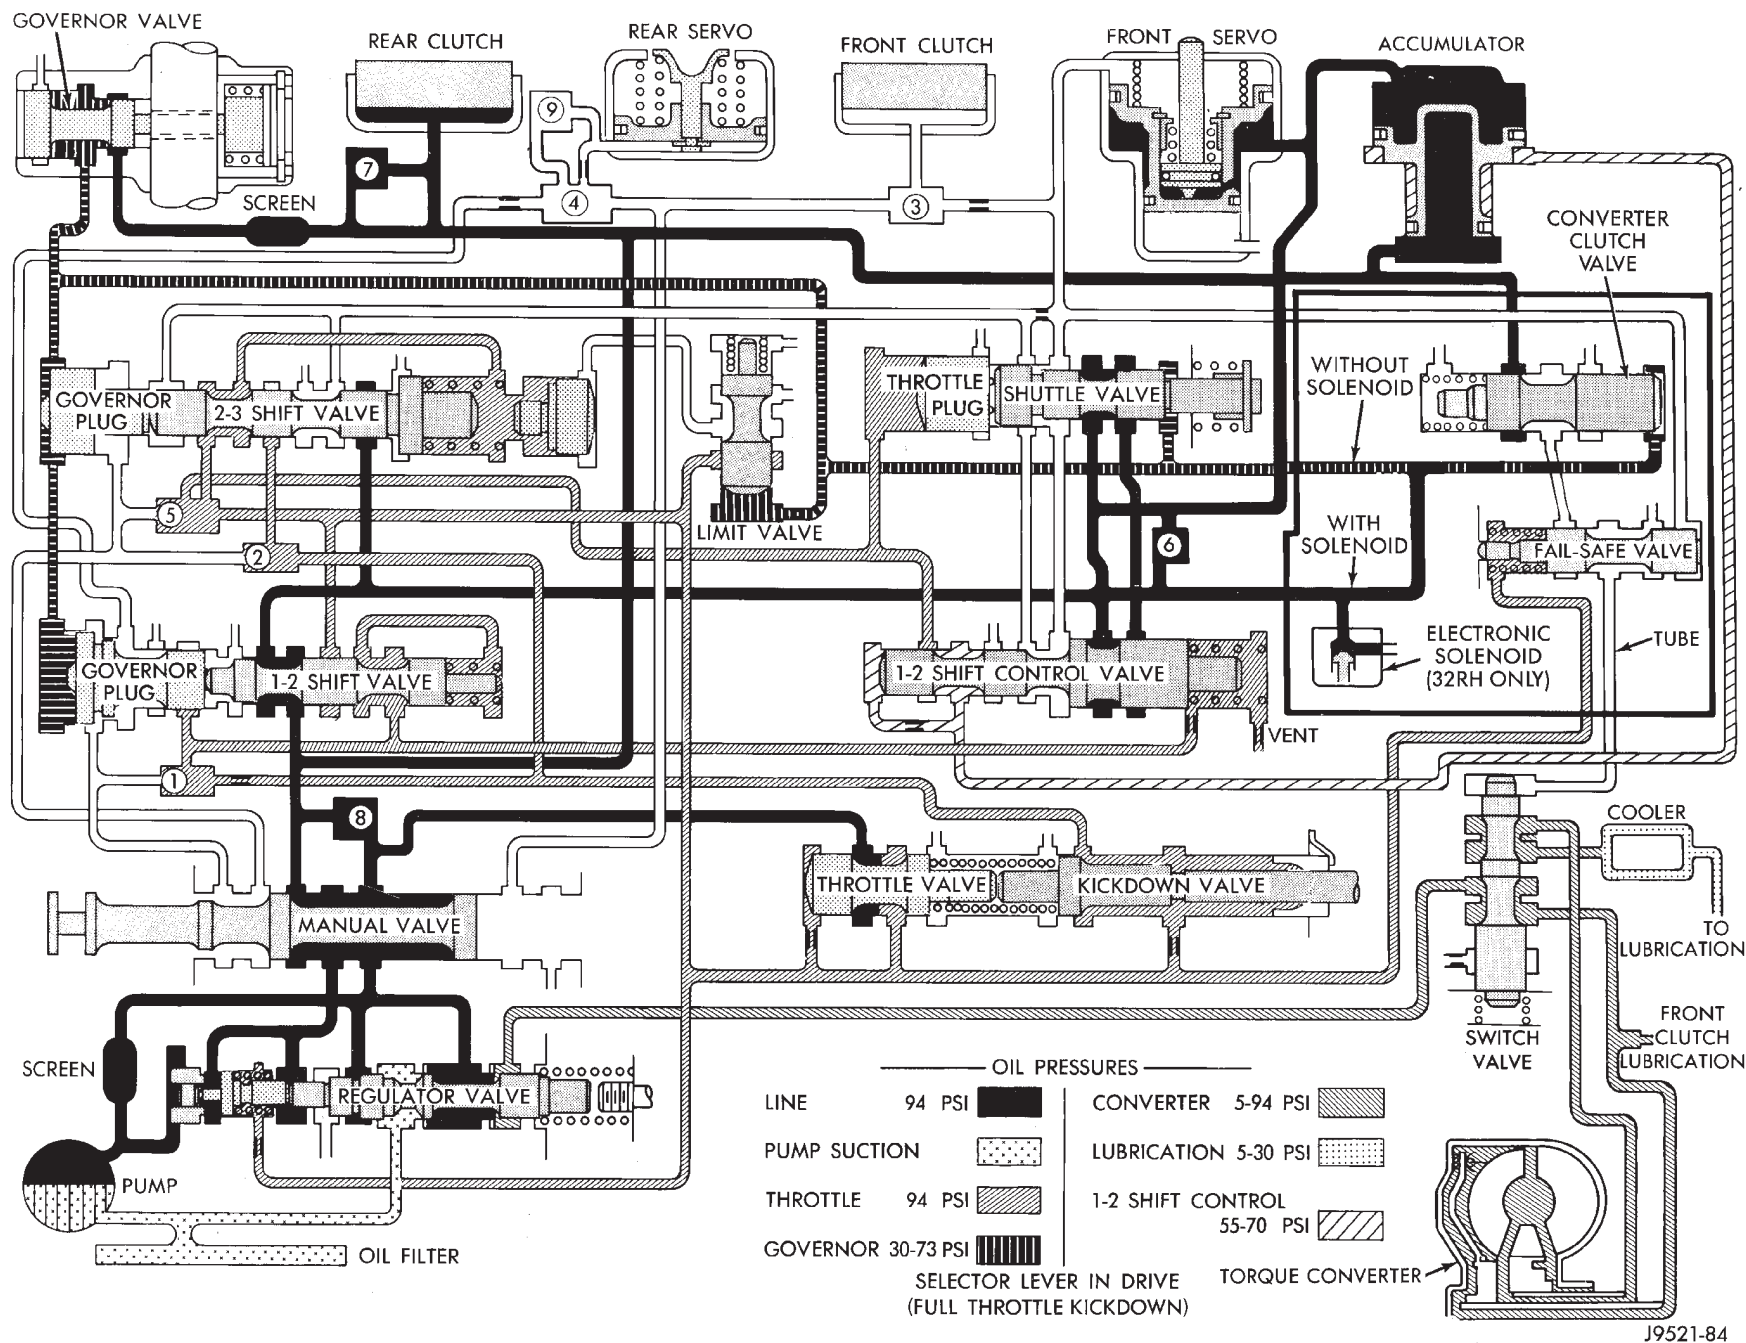 GOVERNOR VALVE
REAR CLUTCH
REAR SERVO
FRONT CLUTCH
FRONT SERVO
ACCUMULATOR
9
7
SCREEN
4
3
CONVERTER
CLUTCH
VALVE
GOVERNOR
PLUG
2-3 SHIFT VALVE
THROTTLE
PLUG
SHUTTLE VALVE
WITHOUT
SOLENOID
5
LIMIT VALVE
2
6
WITH
SOLENOID
FAIL-SAFE VALVE
GOVERNOR
PLUG
1-2 SHIFT VALVE
1-2 SHIFT CONTROL VALVE
ELECTRONIC
SOLENOID
(32RH ONLY)
TUBE
VENT
1
8
COOLER
THROTTLE VALVE
KICKDOWN VALVE
MANUAL VALVE
TO
LUBRICATION
SWITCH
VALVE
FRONT
CLUTCH
LUBRICATION
SCREEN
REGULATOR VALVE
PUMP
OIL FILTER
OIL PRESSURES
LINE 94 PSI
PUMP SUCTION
THROTTLE 94 PSI
GOVERNOR 30-73 PSI
CONVERTER 5-94 PSI
LUBRICATION 5-30 PSI
1-2 SHIFT CONTROL
55-70 PSI
SELECTOR LEVER IN DRIVE
(FULL THROTTLE KICKDOWN)
TORQUE CONVERTER
J9521-84